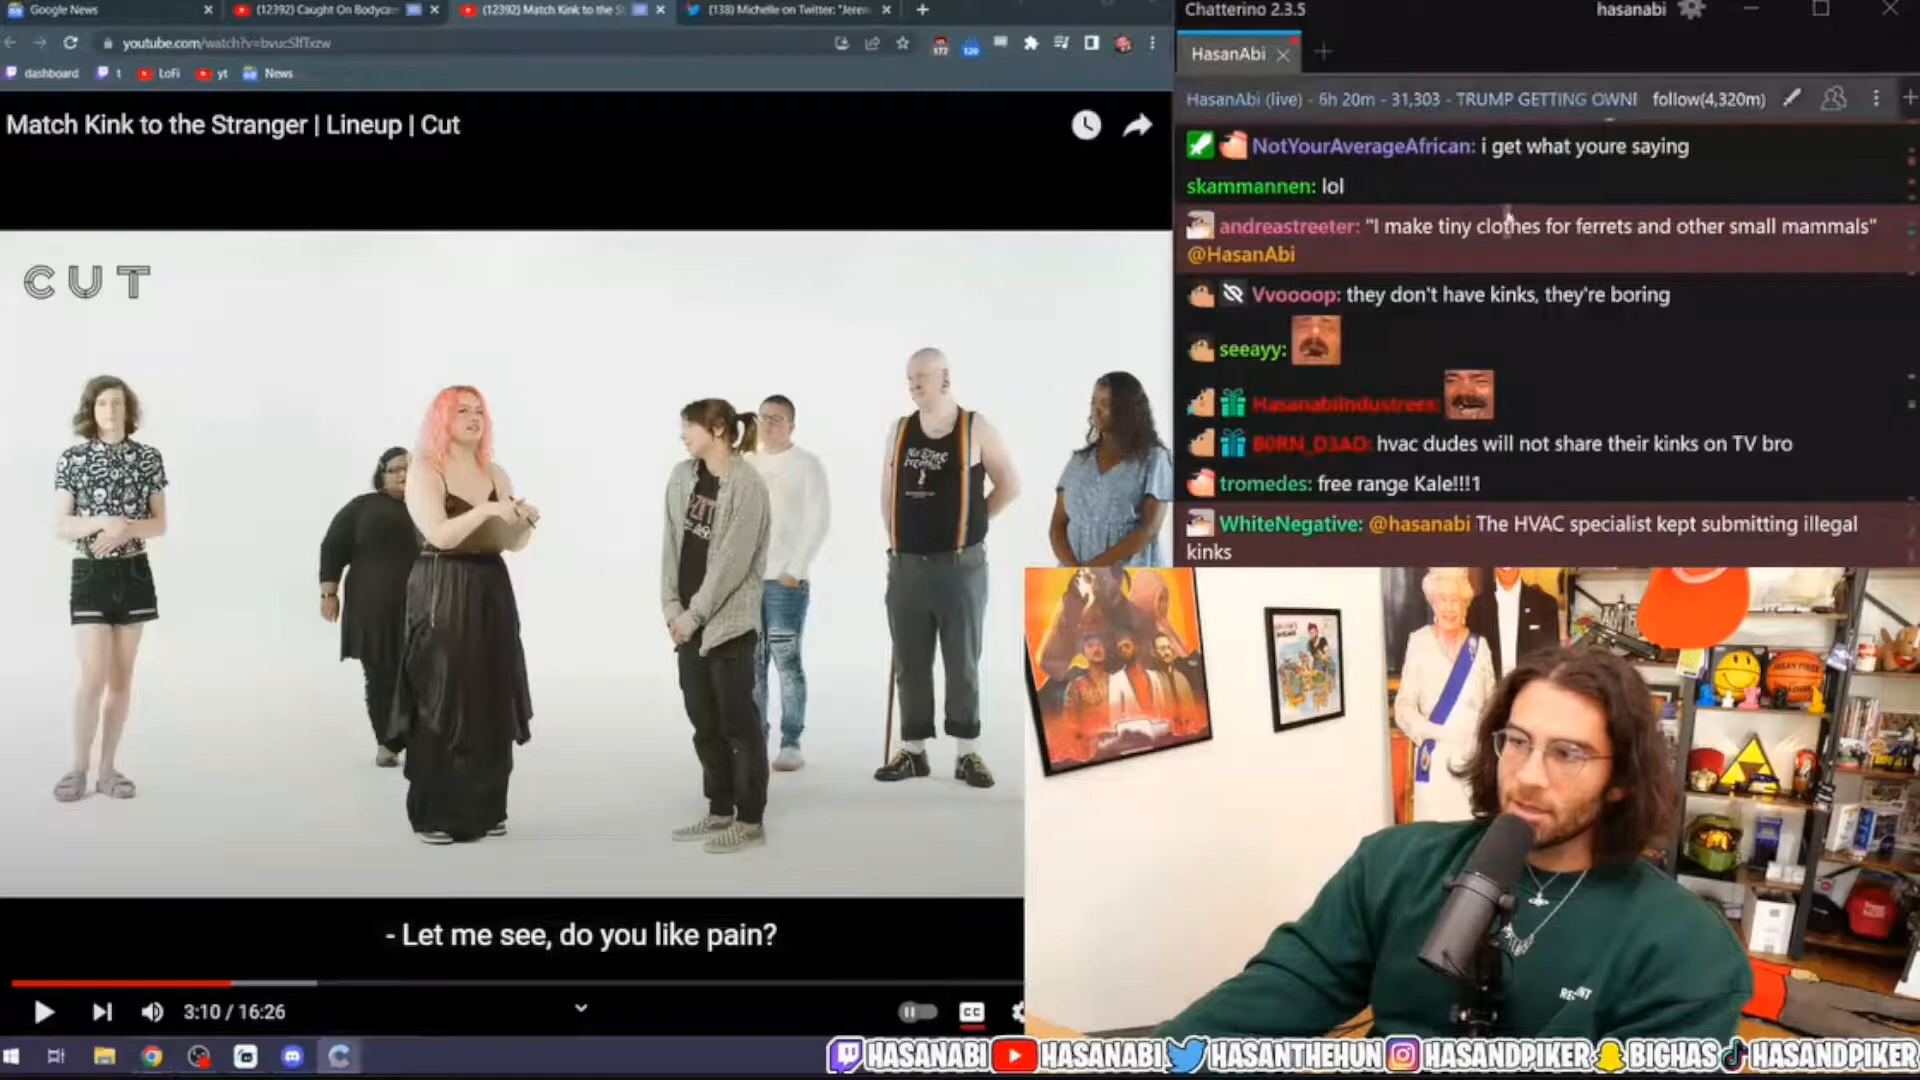 Google News
(12392) Caught On Bodyca
(12392) Match Kink to the S
(138) Michelle on Twitter: "Jere
youtube.com/watch?v=bvucSlfTxzw
177
120
dashboard
t
LoFi
yt
News
Match Kink to the Stranger | Lineup | Cut
CUT
- Let me see, do you like pain?
3:10 / 16:26
CC
Chatterino 2.3.5
hasanabi
HasanAbi
HasanAbi (live) - 6h 20m - 31,303 - TRUMP GETTING OWNI
follow(4,320m)
NotYourAverageAfrican: i get what youre saying
skammannen: lol
andreastreeter: "I make tiny clothes for ferrets and other small mammals"
@HasanAbi
Vvoooop: they don't have kinks, they're boring
seeayy:
HasanabiIndustrees:
B0RN_D3AD: hvac dudes will not share their kinks on TV bro
tromedes: free range Kale!!!1
WhiteNegative: @hasanabi The HVAC specialist kept submitting illegal
kinks
HASANABI
HASANABI
HASANTHEHUN
HASANDPIKER
BIGHAS
HASANDPIKER